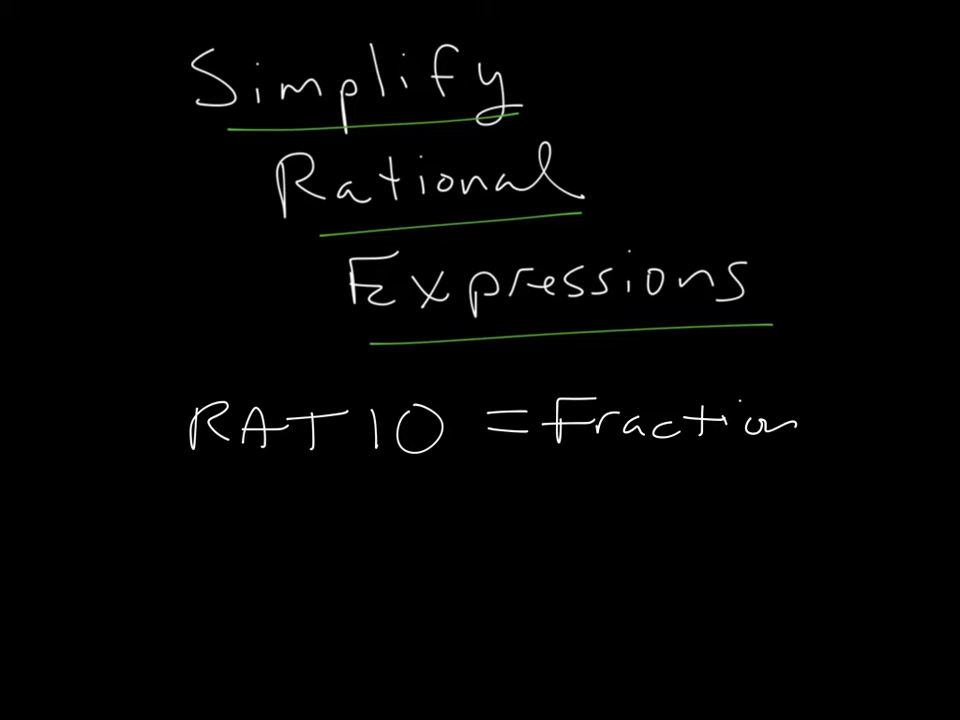 Simplify
Rational
Expressions
RATIO = Fraction